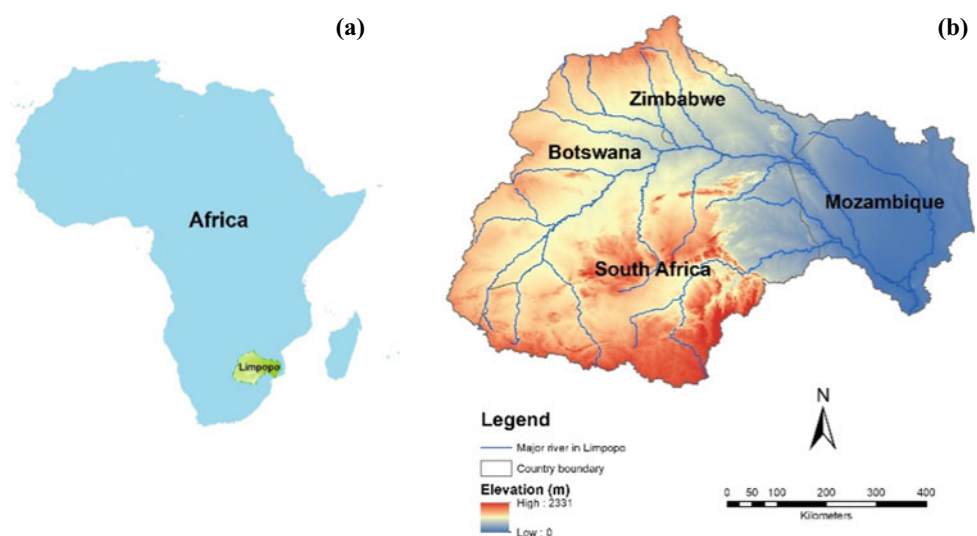 (a)
Africa
Limpopo
(b)
Zimbabwe
Botswana
Mozambique
South Africa
Legend
Major river in Limpopo
Country boundary
Elevation (m)
High : 2331
Low : 0
N
0 50 100 200 300 400
Kilometers